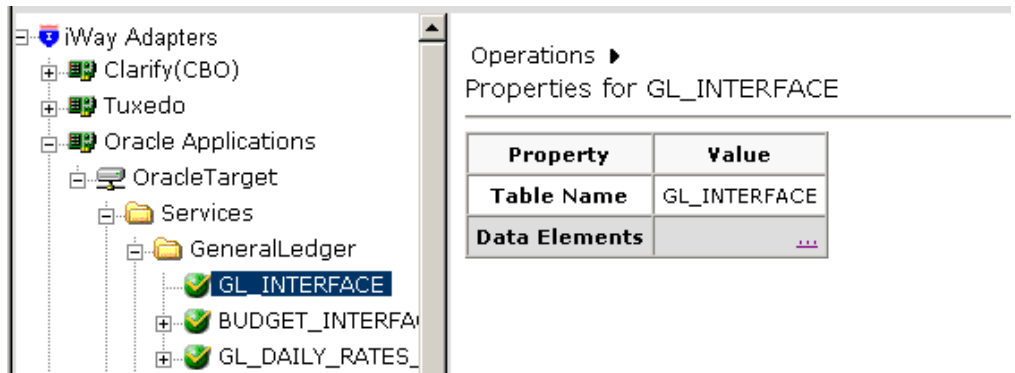 iWay Adapters
Clarify(CBO)
Tuxedo
Oracle Applications
OracleTarget
Services
GeneralLedger
GL_INTERFACE
BUDGET_INTERFA
GL_DAILY_RATES_
Operations
Properties for GL_INTERFACE
Property Value
Table Name GL_INTERFACE
Data Elements ...